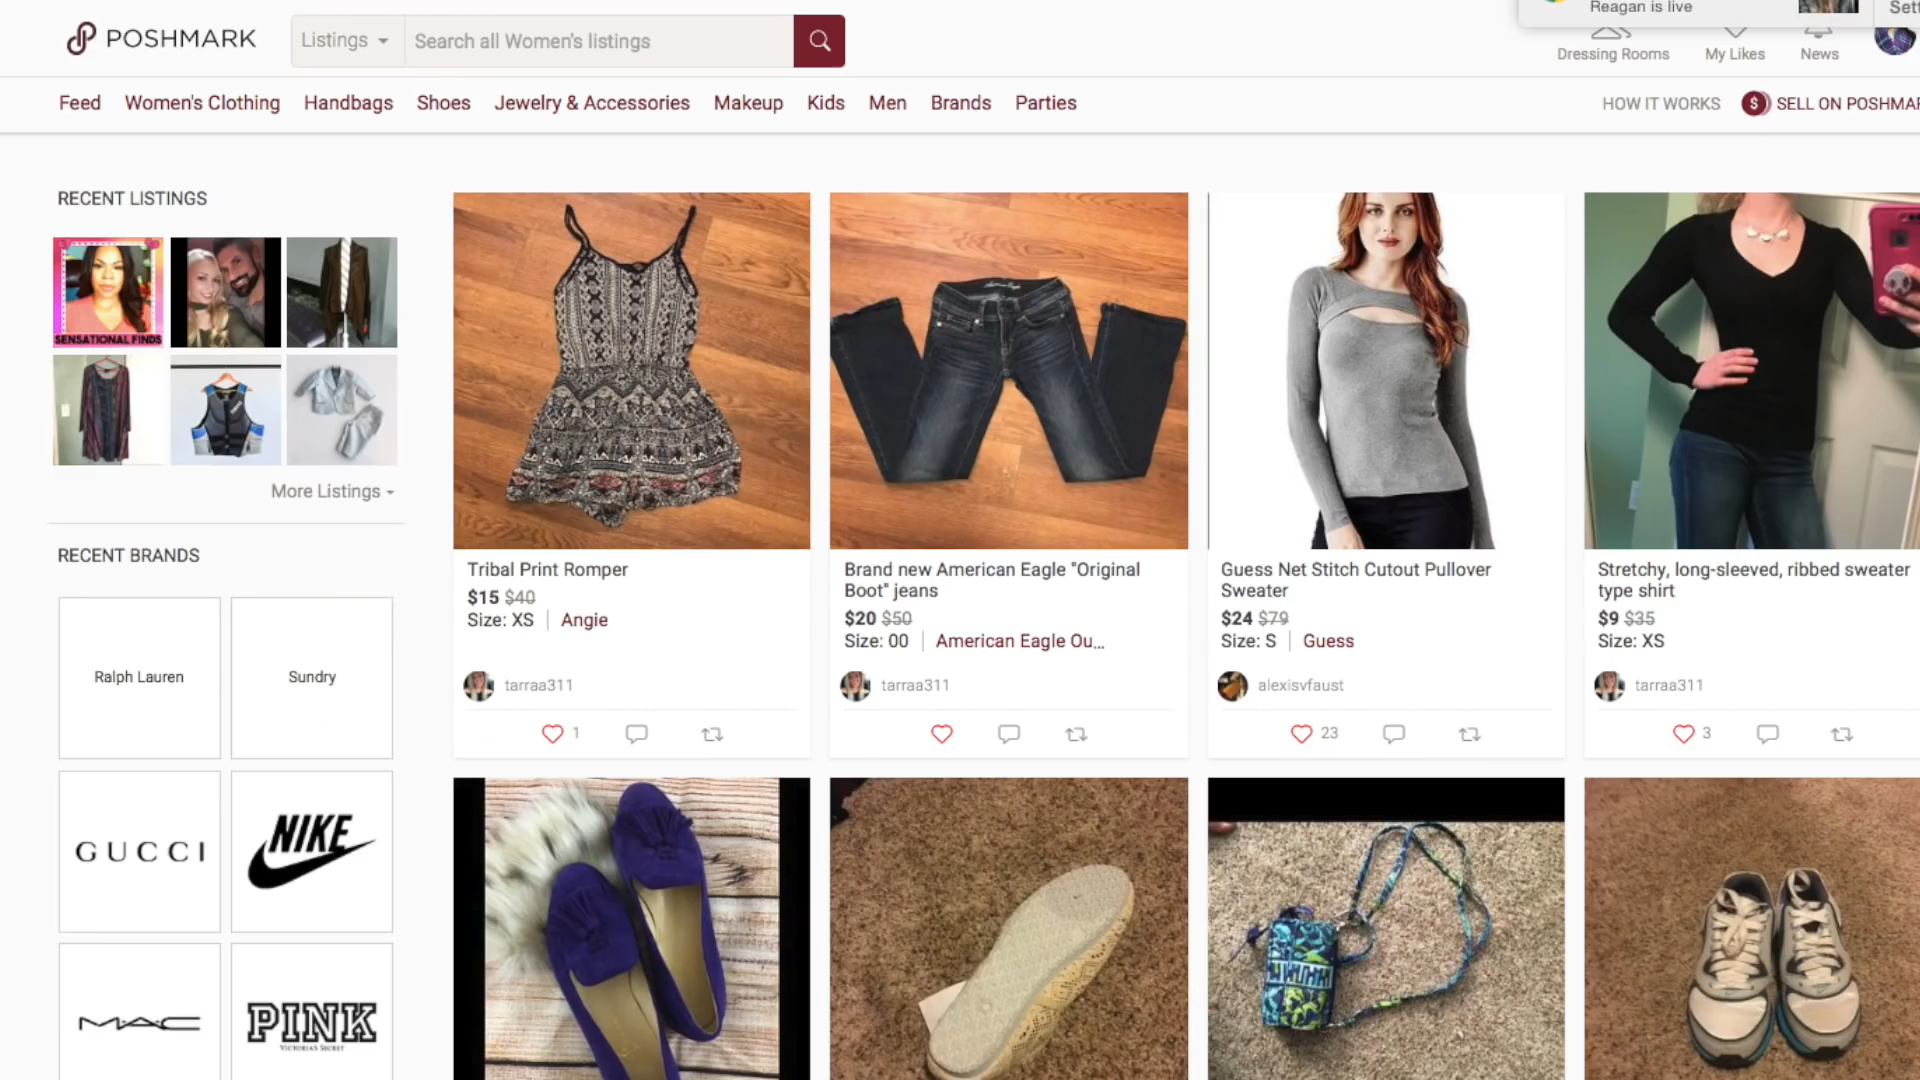 Reagan is live
Sett
POSHMARK
Listings
Search all Women's listings
Dressing Rooms
My Likes
News
Feed
Women's Clothing
Handbags
Shoes
Jewelry & Accessories
Makeup
Kids
Men
Brands
Parties
HOW IT WORKS
$ SELL ON POSHMAR
RECENT LISTINGS
SENSATIONAL FINDS
More Listings
RECENT BRANDS
Ralph Lauren
Sundry
GUCCI
NIKE
MAC
PINK
VICTORIA'S SECRET
Tribal Print Romper
$15 $40
Size: XS | Angie
tarraa311
1
Brand new American Eagle "Original
Boot" jeans
$20 $50
Size: 00 | American Eagle Ou...
tarraa311
Guess Net Stitch Cutout Pullover
Sweater
$24 $79
Size: S | Guess
alexisvfaust
23
Stretchy, long-sleeved, ribbed sweater
type shirt
$9 $35
Size: XS
tarraa311
3